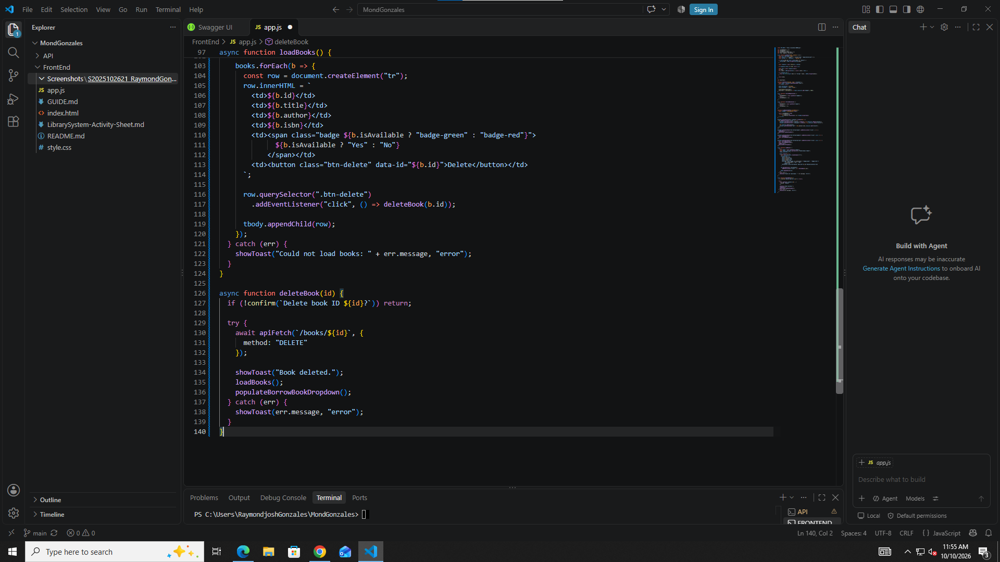 File Edit Selection View Go Run Terminal Help
MondGonzales
Sign In
Explorer
MondGonzales
API
FrontEnd
Screenshots\S2025102621_RaymondGon...
app.js
GUIDE.md
index.html
LibrarySystem-Activity-Sheet.md
README.md
style.css
Outline
Timeline
Swagger UI
app.js
FrontEnd > JS app.js > deleteBook
97 async function loadBooks() {
103 books.forEach(b => {
104 const row = document.createElement("tr");
105 row.innerHTML = `
106 <td>${b.id}</td>
107 <td>${b.title}</td>
108 <td>${b.author}</td>
109 <td>${b.isbn}</td>
110 <td><span class="badge ${b.isAvailable ? "badge-green" : "badge-red"}">
111 ${b.isAvailable ? "Yes" : "No"}
112 </span></td>
113 <td><button class="btn-delete" data-id="${b.id}">Delete</button></td>
114 `;
115
116 row.querySelector(".btn-delete")
117 .addEventListener("click", () => deleteBook(b.id));
118
119 tbody.appendChild(row);
120 });
121 } catch (err) {
122 showToast("Could not load books: " + err.message, "error");
123 }
124 }
125
126 async function deleteBook(id) {
127 if (!confirm(`Delete book ID ${id}?`)) return;
128
129 try {
130 await apiFetch(`/books/${id}`, {
131 method: "DELETE"
132 });
133
134 showToast("Book deleted.");
135 loadBooks();
136 populateBorrowBookDropdown();
137 } catch (err) {
138 showToast(err.message, "error");
139 }
140 }
Problems Output Debug Console Terminal Ports
PS C:\Users\RaymondjoshGonzales\MondGonzales>
API
FRONTEND
Chat
Build with Agent
AI responses may be inaccurate
Generate Agent Instructions to onboard AI
onto your codebase.
JS app.js
Describe what to build
Agent Models
Local Default permissions
main 0 0
Ln 140, Col 2 Spaces: 4 UTF-8 CRLF {} JavaScript
Type here to search
11:55 AM
10/10/2026
3